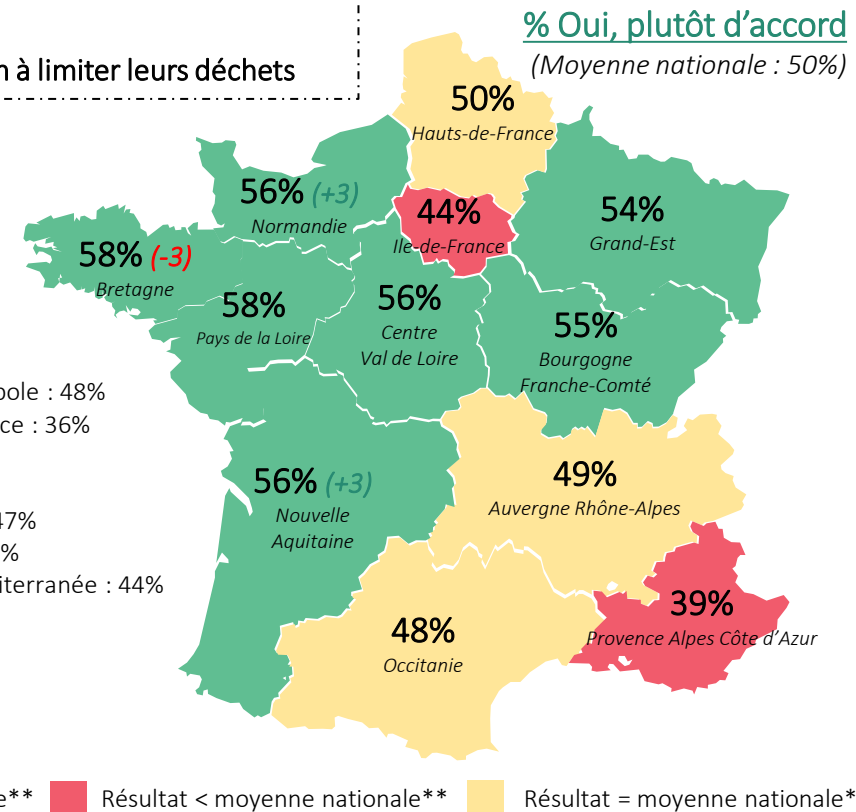 % Oui, plutôt d'accord
(Moyenne nationale : 50%)
à limiter leurs déchets
50%
Hauts-de-France
56% (+3)
Normandie
44%
Ile-de-France
54%
Grand-Est
58% (-3)
Bretagne
58%
Pays de la Loire
56%
Centre
Val de Loire
55%
Bourgogne
Franche-Comté
: 48%
: 36%
56% (+3)
Nouvelle
Aquitaine
49%
Auvergne Rhône-Alpes
47%
%
: 44%
39%
Provence Alpes Côte d'Azur
48%
Occitanie
** Résultat < moyenne nationale** Résultat = moyenne nationale*